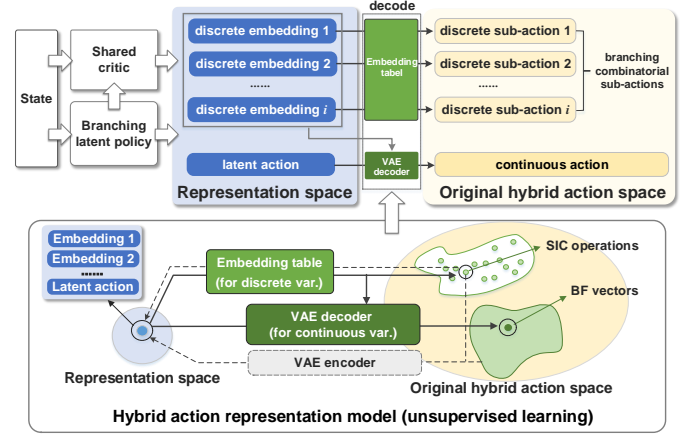 decode
State
Shared
critic
Branching
latent policy
discrete embedding 1
discrete embedding 2
......
discrete embedding i
latent action
Representation space
Embedding
tabel
VAE
decoder
discrete sub-action 1
discrete sub-action 2
......
discrete sub-action i
branching
combinatorial
sub-actions
continuous action
Original hybrid action space
Embedding 1
Embedding 2
......
Latent action
Representation space
Embedding table
(for discrete var.)
VAE decoder
(for continuous var.)
VAE encoder
SIC operations
BF vectors
Original hybrid action space
Hybrid action representation model (unsupervised learning)